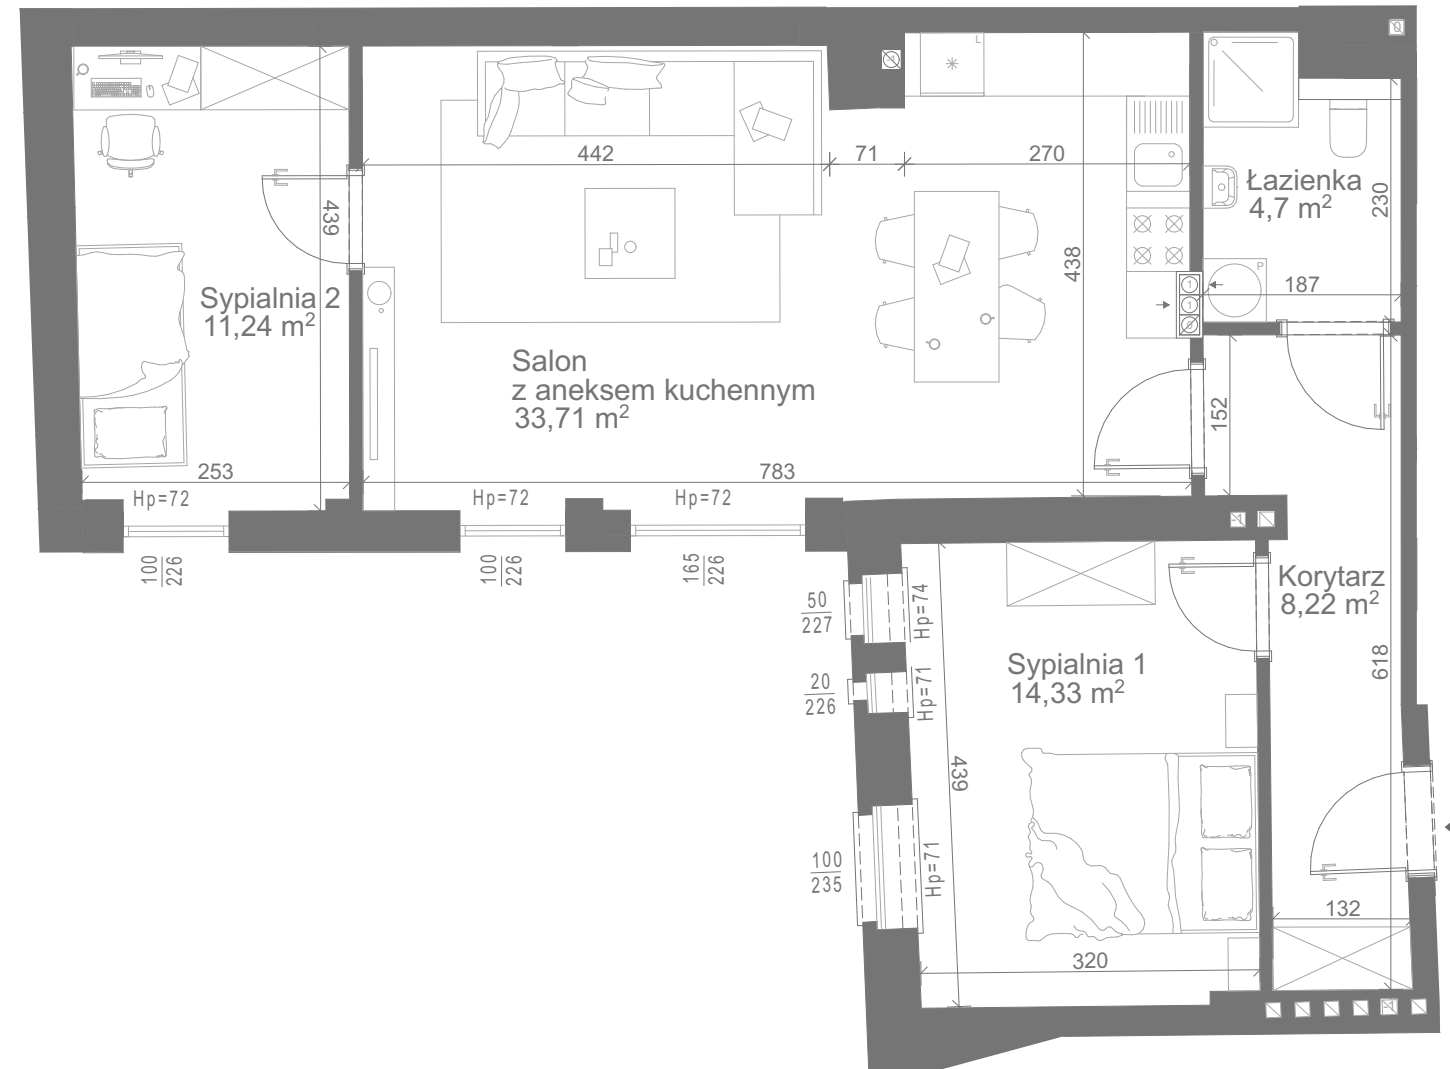 L
442
71
270
Łazienka
4,7 m²
230
P
187
439
438
Sypialnia 2
11,24 m²
Salon
z aneksem kuchennym
33,71 m²
1
1
152
253
783
Hp=72
Hp=72
Hp=72
100
226
100
226
165
226
50
227
Hp=74
20
226
Hp=71
100
235
Hp=71
Korytarz
8,22 m²
618
Sypialnia 1
14,33 m²
439
132
320